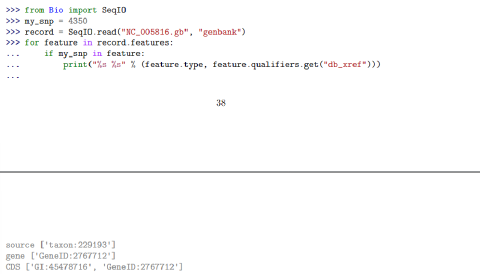 >>> from Bio import SeqIO
>>> my_snp = 4350
>>> record = SeqIO.read("NC_005816.gb", "genbank")
>>> for feature in record.features:
...     if my_snp in feature:
...         print("%s %s" % (feature.type, feature.qualifiers.get("db_xref")))
...
38
source ['taxon:229193']
gene ['GeneID:2767712']
CDS ['GI:45478716', 'GeneID:2767712']